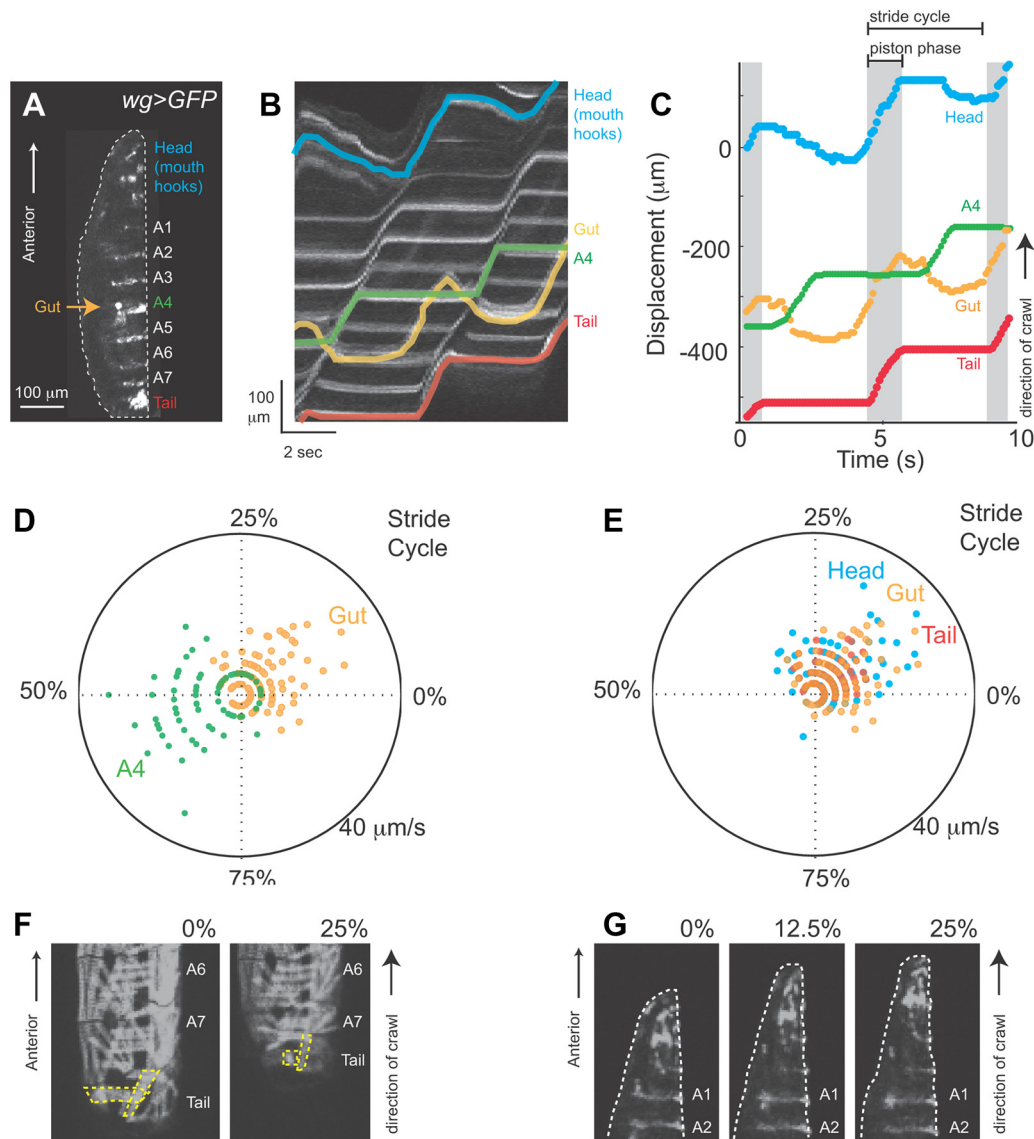 A
wg>GFP
Head
(mouth
hooks)
Anterior
A1
A2
A3
Gut
A4
A5
A6
A7
Tail
100 μm
B
Head
(mouth
hooks)
Gut
A4
Tail
100
μm
2 sec
stride cycle
piston phase
C
Head
A4
Gut
Tail
0
-200
-400
Displacement (μm)
0
5
10
Time (s)
direction of crawl
D
25%
Stride
Cycle
Gut
50%
0%
A4
40 μm/s
75%
E
25%
Stride
Cycle
Head
Gut
Tail
50%
0%
40 μm/s
75%
F
0%
25%
Anterior
A6
A7
Tail
A6
A7
Tail
direction of crawl
G
0%
12.5%
25%
Anterior
A1
A2
A1
A2
A1
A2
direction of crawl